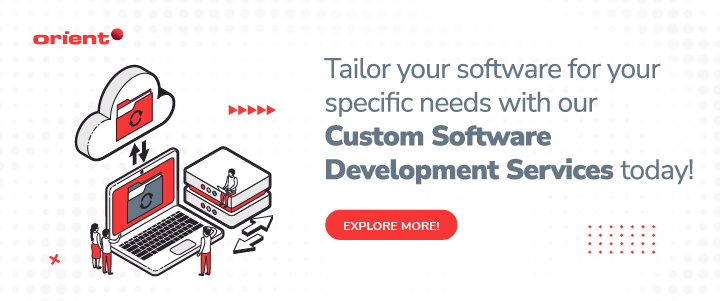 orient
Tailor your software for your
specific needs with our
Custom Software
Development Services today!
EXPLORE MORE!